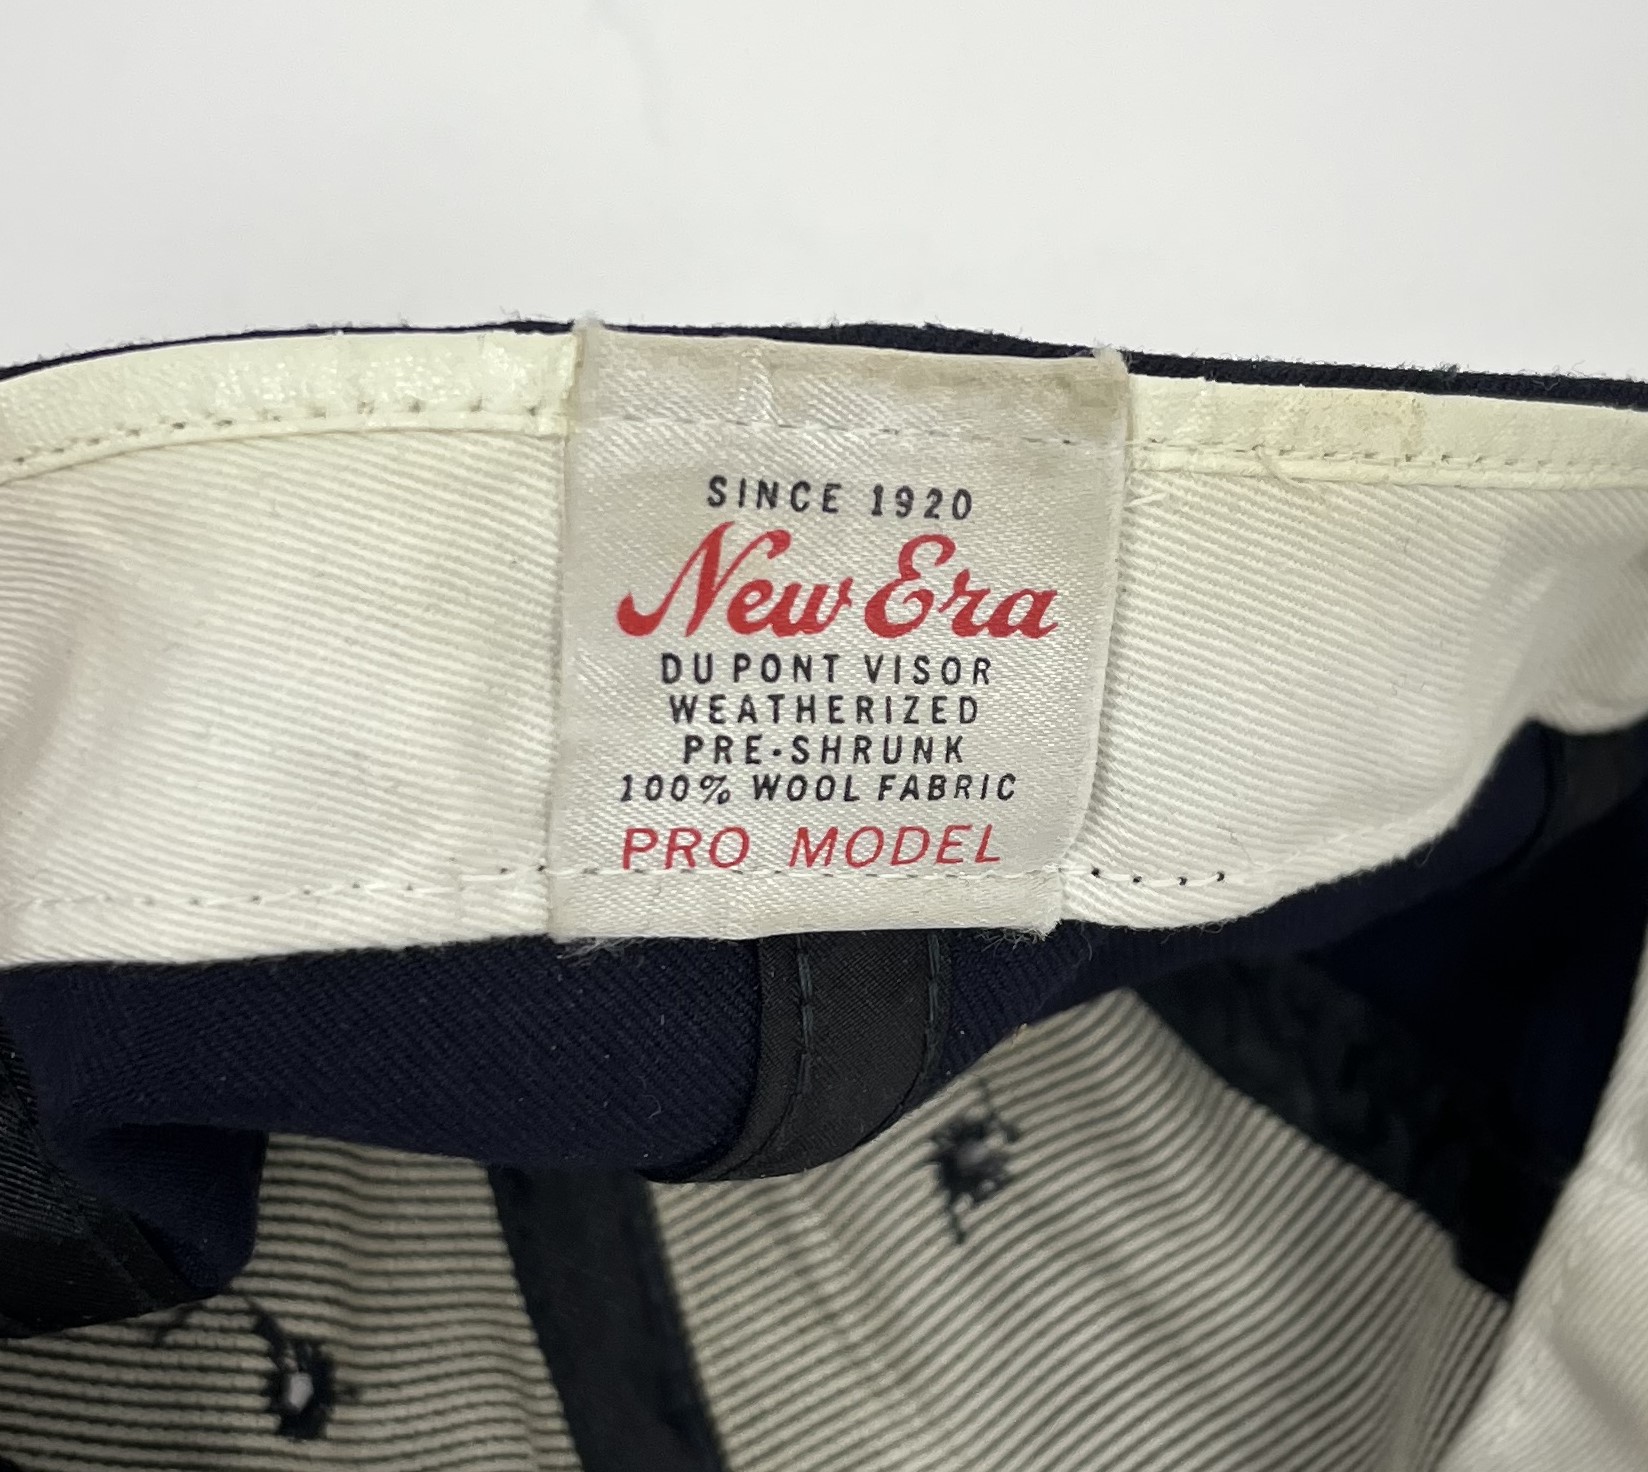 SINCE 1920
New Era
DU PONT VISOR
WEATHERIZED
PRE-SHRUNK
100% WOOL FABRIC
PRO MODEL